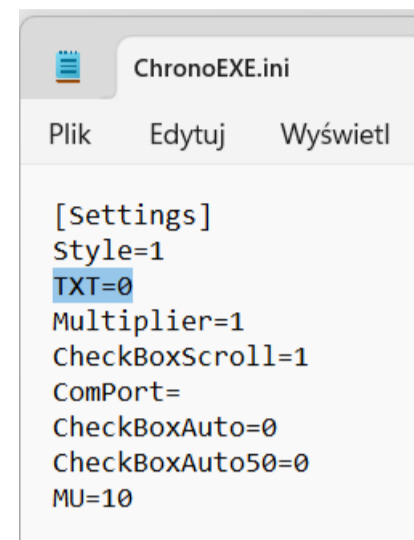 ChronoEXE.ini
Plik Edytuj Wyświetl
[Settings]
Style=1
TXT=0
Multiplier=1
CheckBoxScroll=1
ComPort=
CheckBoxAuto=0
CheckBoxAuto50=0
MU=10